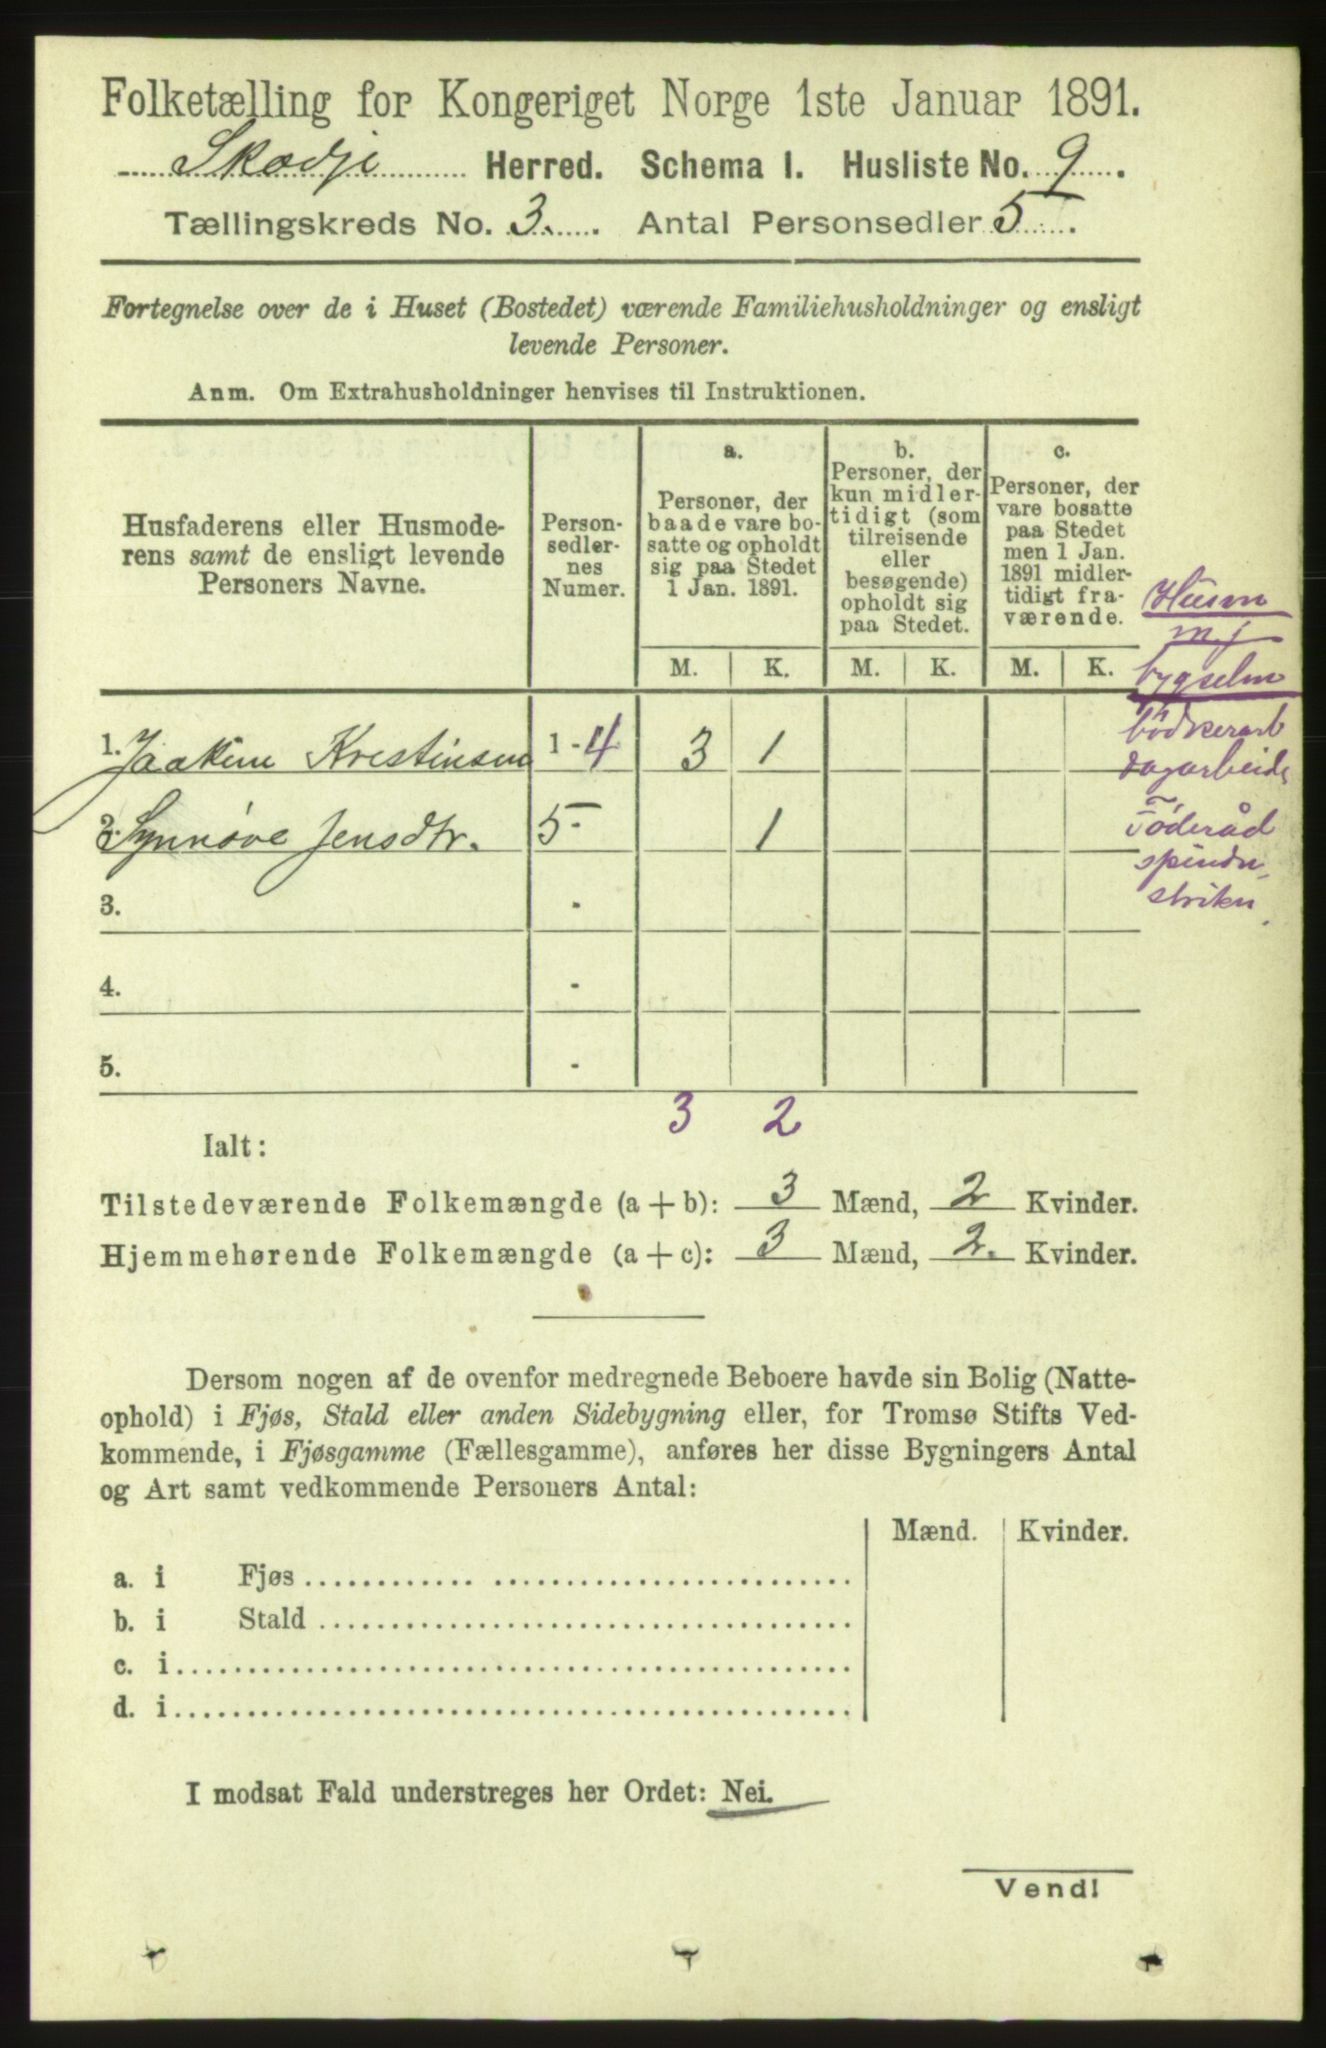 Folketælling for Kongeriget Norge 1ste Januar 1891.
Skodje Herred. Schema I. Husliste No. 9.
Tællingskreds No. 3. Antal Personsedler 5.
Fortegnelse over de i Huset (Bostedet) værende Familiehusholdninger og ensligt
levende Personer.
Anm. Om Extrahusholdninger henvises til Instruktionen.
Husfaderens eller Husmode-
rens samt de ensligt levende
Personers Navne.
Person-
sedler-
nes
Numer.
a.
Personer, der
baade vare bo-
satte og opholdt
sig paa Stedet
1 Jan. 1891.
b.
Personer, der
kun midler-
tidigt (som
tilreisende
eller
besøgende)
opholdt sig
paa Stedet.
c.
Personer, der
vare bosatte
paa Stedet
men 1 Jan.
1891 midler-
tidigt fra-
værende.
M. K. M. K. M. K.
Husm
m j
bygselm
1. Jaakim Krestinsen 1 - 4 3 1
bödkerarb
dagarbeide
2. Synnøve Jensdtr. 5 - 1
Föderåd
spindr,
strikn
3. -
4. -
5. -
3 2
Ialt:
Tilstedeværende Folkemængde (a + b): 3 Mænd, 2 Kvinder.
Hjemmehørende Folkemængde (a + c): 3 Mænd, 2. Kvinder.
Dersom nogen af de ovenfor medregnede Beboere havde sin Bolig (Natte-
ophold) i Fjøs, Stald eller anden Sidebygning eller, for Tromsø Stifts Ved-
kommende, i Fjøsgamme (Fællesgamme), anføres her disse Bygningers Antal
og Art samt vedkommende Personers Antal:
Mænd. Kvinder.
a. i Fjøs
b. i Stald
c. i
d. i
I modsat Fald understreges her Ordet: Nei.
Vend!